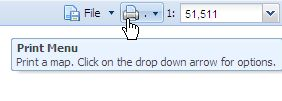 File . 1: 51,511
Print Menu
Print a map. Click on the drop down arrow for options.